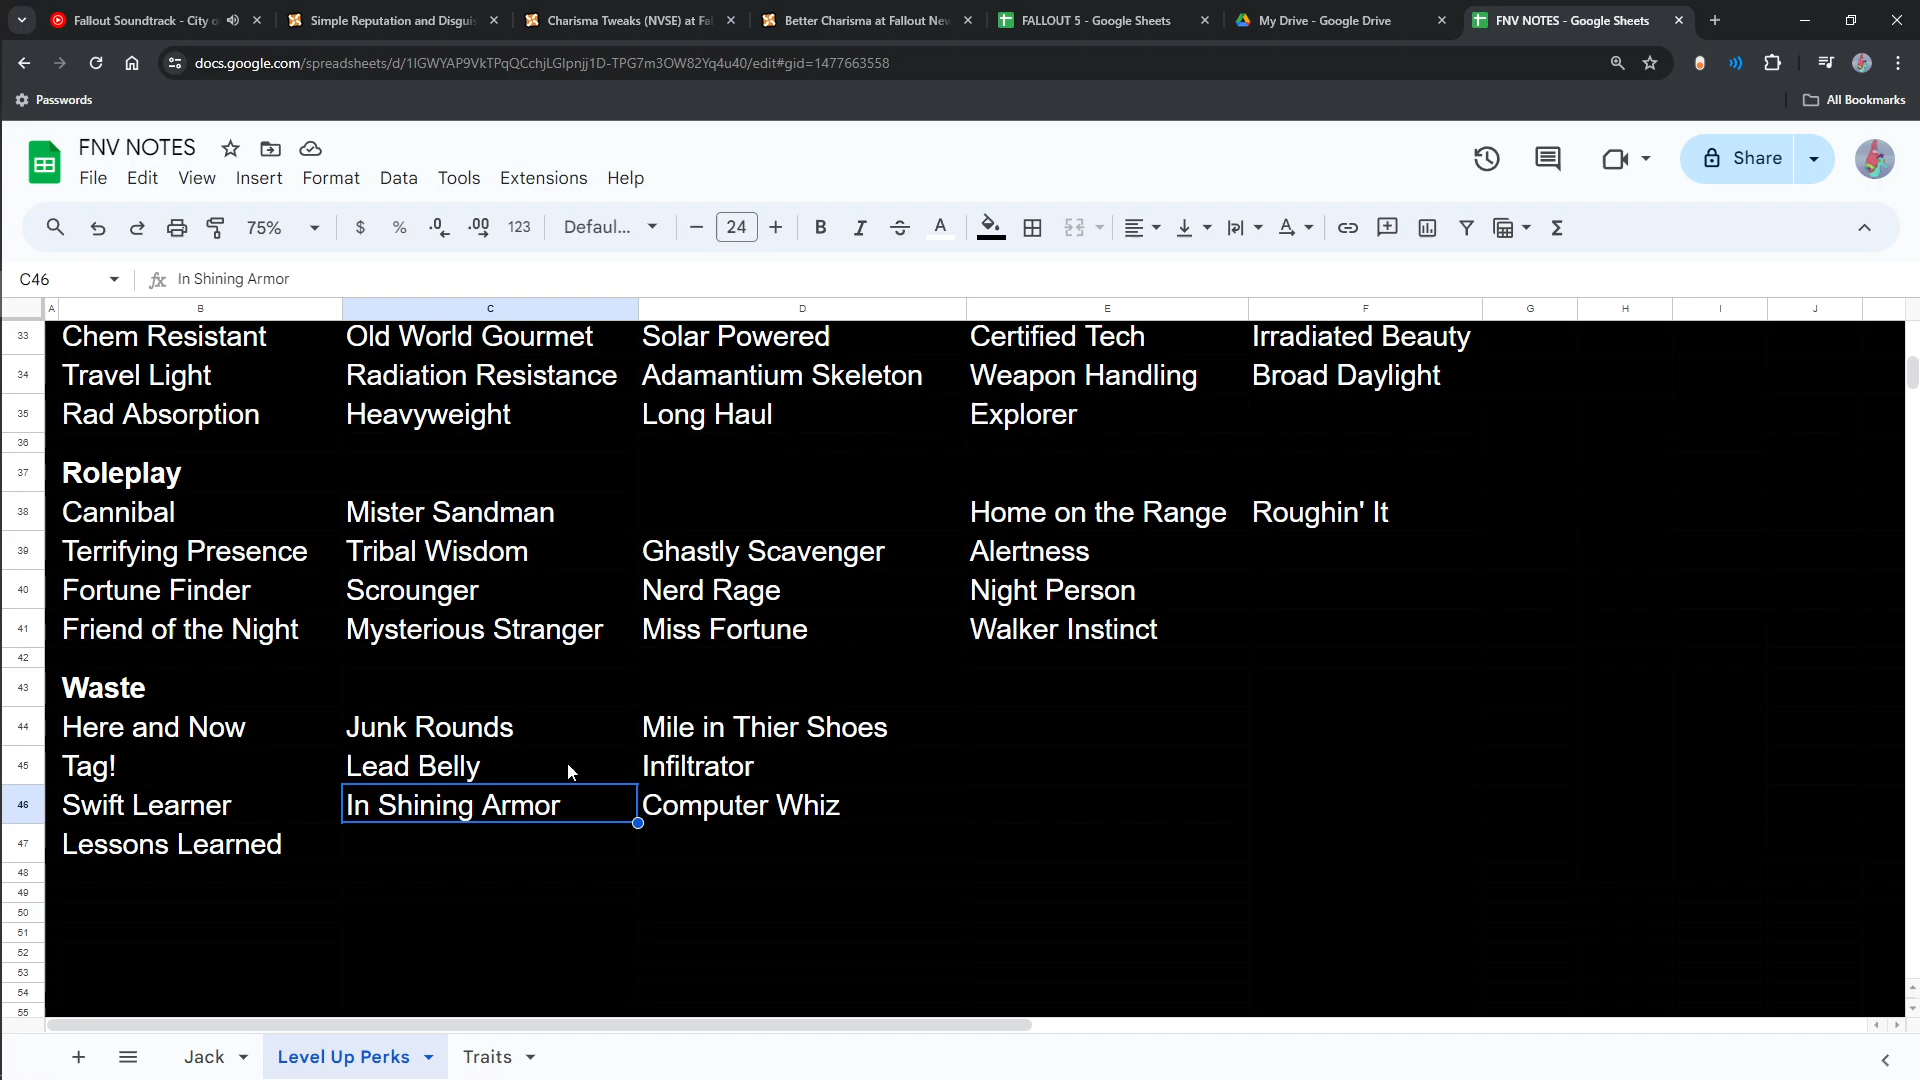 Fallout Soundtrack - City o
Simple Reputation and Disguis
Charisma Tweaks (NVSE) at Fal
Better Charisma at Fallout New
FALLOUT 5 - Google Sheets
My Drive - Google Drive
FNV NOTES - Google Sheets
docs.google.com/spreadsheets/d/1IGWYAP9VkTPqQCchjLGlpnjj1D-TPG7m3OW82Yq4u40/edit#gid=1477663558
Passwords
All Bookmarks
FNV NOTES
File Edit View Insert Format Data Tools Extensions Help
Share
75% $ % .0 .00 123 Defaul... 24 B I A Σ
C46 fx In Shining Armor
A B C D E F G H I J
33 Chem Resistant Old World Gourmet Solar Powered Certified Tech Irradiated Beauty
34 Travel Light Radiation Resistance Adamantium Skeleton Weapon Handling Broad Daylight
35 Rad Absorption Heavyweight Long Haul Explorer
36
37 Roleplay
38 Cannibal Mister Sandman Home on the Range Roughin' It
39 Terrifying Presence Tribal Wisdom Ghastly Scavenger Alertness
40 Fortune Finder Scrounger Nerd Rage Night Person
41 Friend of the Night Mysterious Stranger Miss Fortune Walker Instinct
42
43 Waste
44 Here and Now Junk Rounds Mile in Thier Shoes
45 Tag! Lead Belly Infiltrator
46 Swift Learner In Shining Armor Computer Whiz
47 Lessons Learned
48
49
50
51
52
53
54
55
Jack Level Up Perks Traits